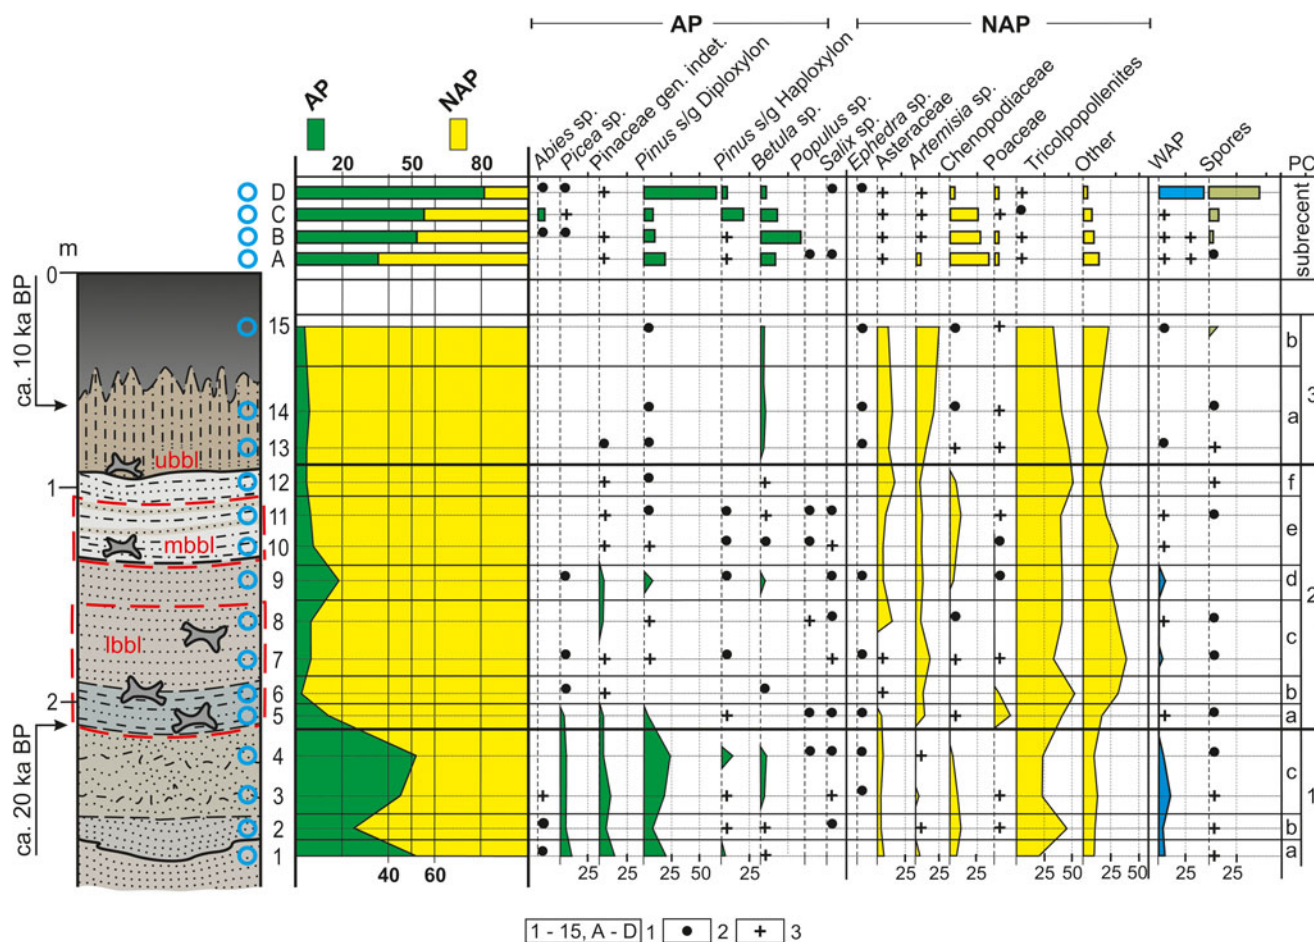 AP NAP
AP
NAP
Abies sp.
Picea sp.
Pinaceae gen. indet.
Pinus s/g Diploxylon
Pinus s/g Haploxylon
Betula sp.
Populus sp.
Salix sp.
Ephedra sp.
Asteraceae
Artemisia sp.
Chenopodiaceae
Poaceae
Tricolpopollenites
Other
WAP
Spores
PC
20 50 80
D
C
B
A
subrecent
m
0
1
2
ca. 10 ka BP
ca. 20 ka BP
ubbl
mbbl
lbbl
15
14
13
12
11
10
9
8
7
6
5
4
3
2
1
b
a
3
f
e
d
c
b
a
2
c
b
a
1
40 60
25 25 25 50 25 25 25 25 25 25 25 50 25 50 25 25
1 - 15, A - D 1 2 + 3